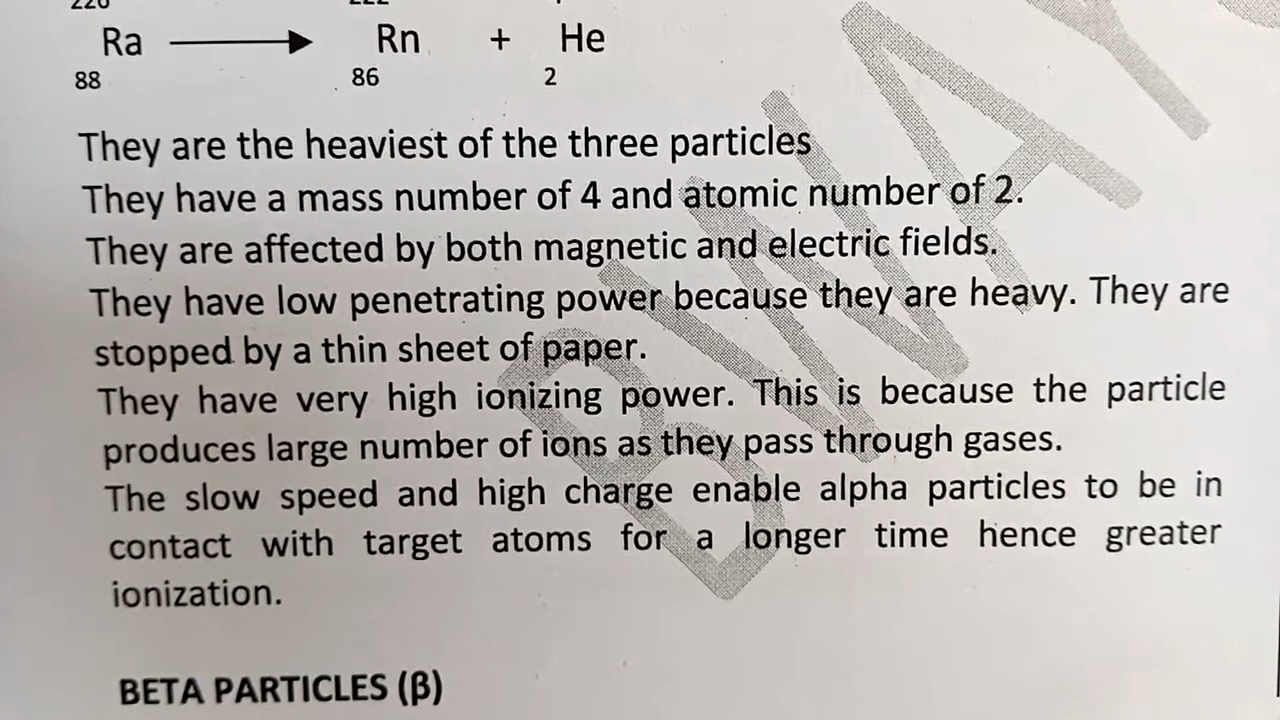 Ra → Rn + He
88 86 2
They are the heaviest of the three particles
They have a mass number of 4 and atomic number of 2.
They are affected by both magnetic and electric fields.
They have low penetrating power because they are heavy. They are
stopped by a thin sheet of paper.
They have very high ionizing power. This is because the particle
produces large number of ions as they pass through gases.
The slow speed and high charge enable alpha particles to be in
contact with target atoms for a longer time hence greater
ionization.
BETA PARTICLES (β)